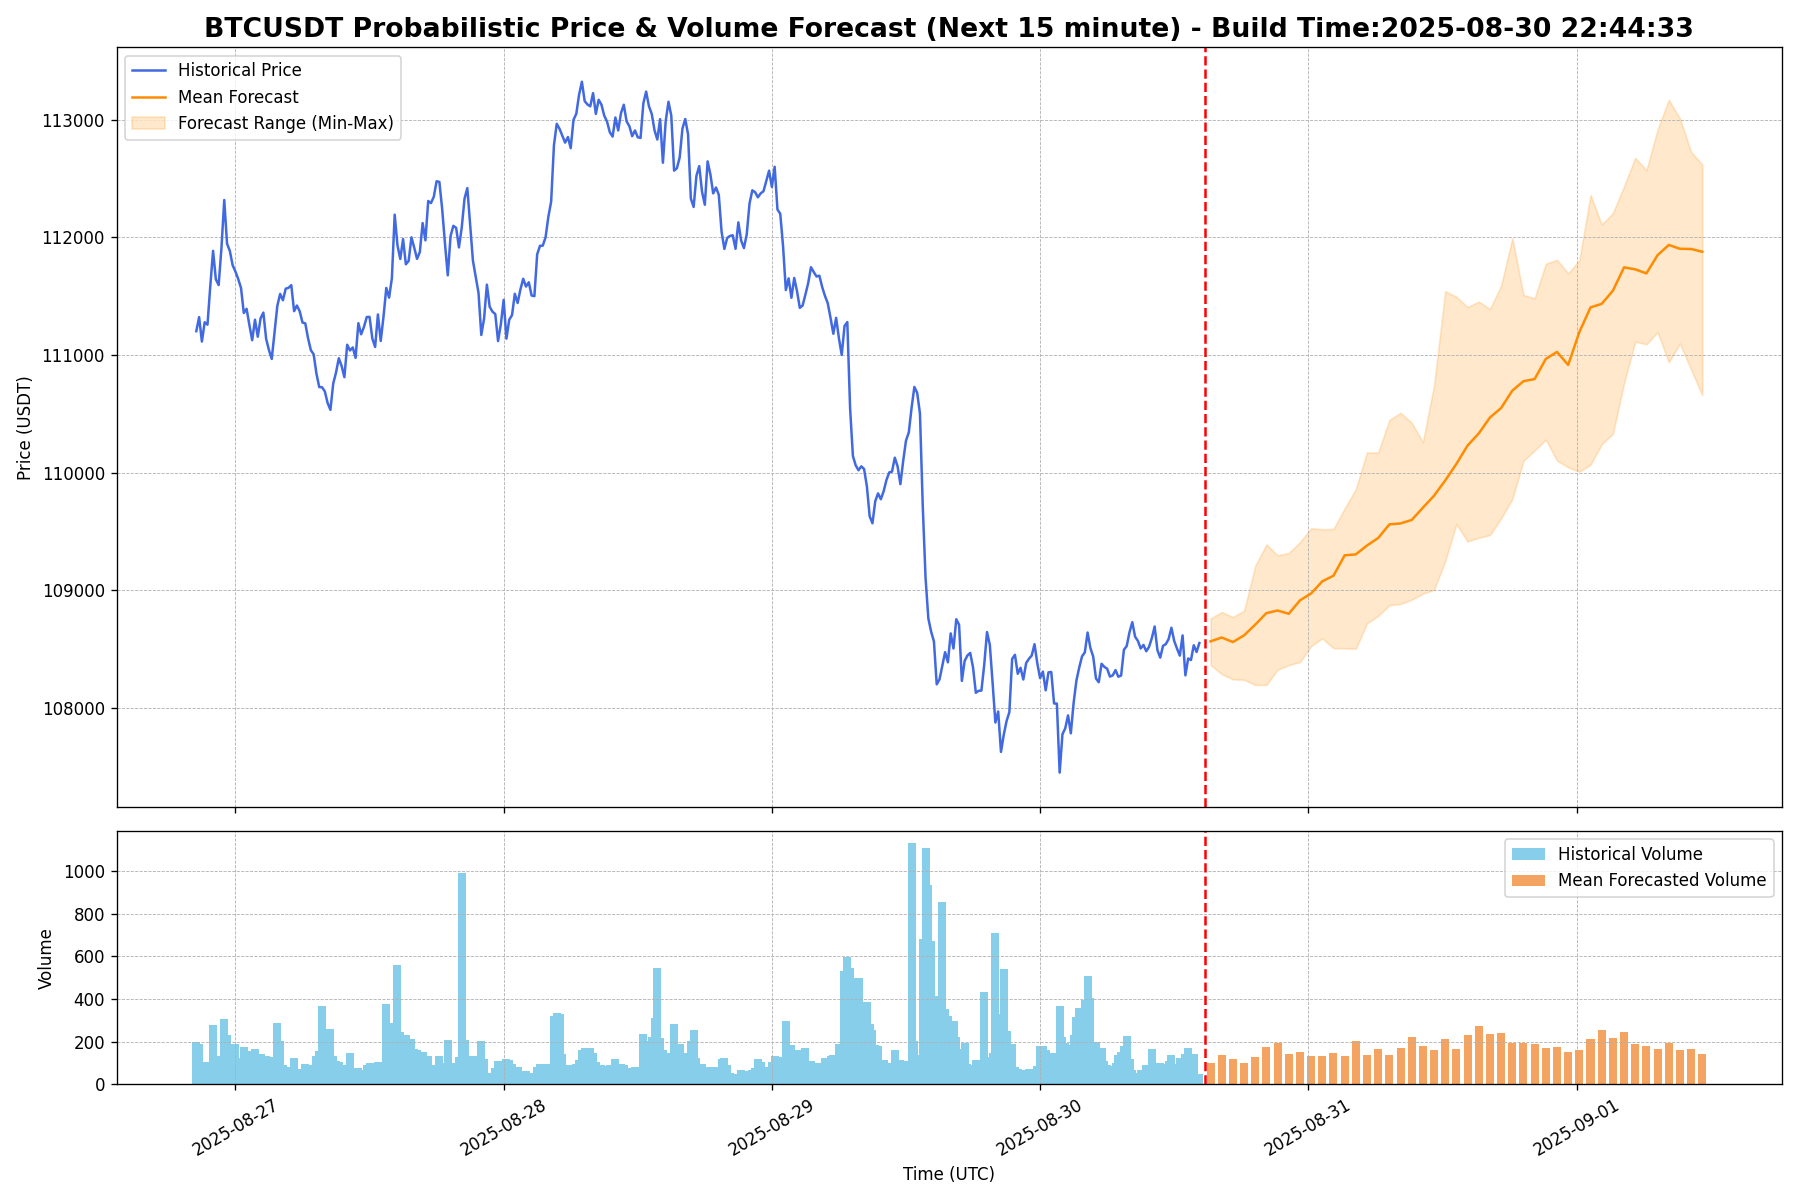 BTCUSDT Probabilistic Price & Volume Forecast (Next 15 minute) - Build Time:2025-08-30 22:44:33
Historical Price
Mean Forecast
Forecast Range (Min-Max)
113000
112000
111000
110000
109000
108000
Price (USDT)
Historical Volume
Mean Forecasted Volume
1000
800
600
400
200
0
Volume
2025-08-27
2025-08-28
2025-08-29
2025-08-30
2025-08-31
2025-09-01
Time (UTC)